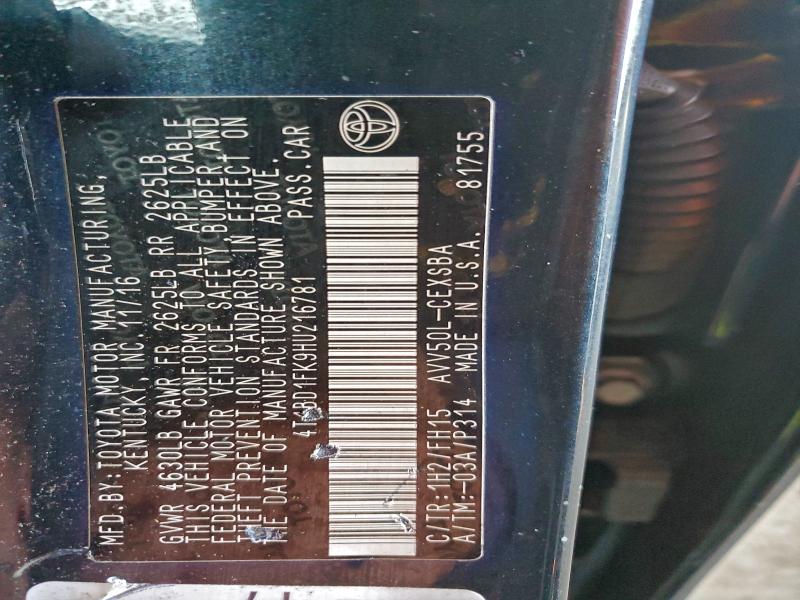 MFD.BY: TOYOTA MOTOR MANUFACTURING,
KENTUCKY, INC. 11/16
GVWR 4630LB GAWR FR 2625LB RR 2625LB
THIS VEHICLE CONFORMS TO ALL APPLICABLE
FEDERAL MOTOR VEHICLE SAFETY, BUMPER, AND
THEFT PREVENTION STANDARDS IN EFFECT ON
THE DATE OF MANUFACTURE SHOWN ABOVE.
4T1BD1FK9HU216781 PASS.CAR
C/TR:1H2/FH15 AVV50L-CEXSBA
A/TM:-03A/P314 MADE IN U.S.A. 81755